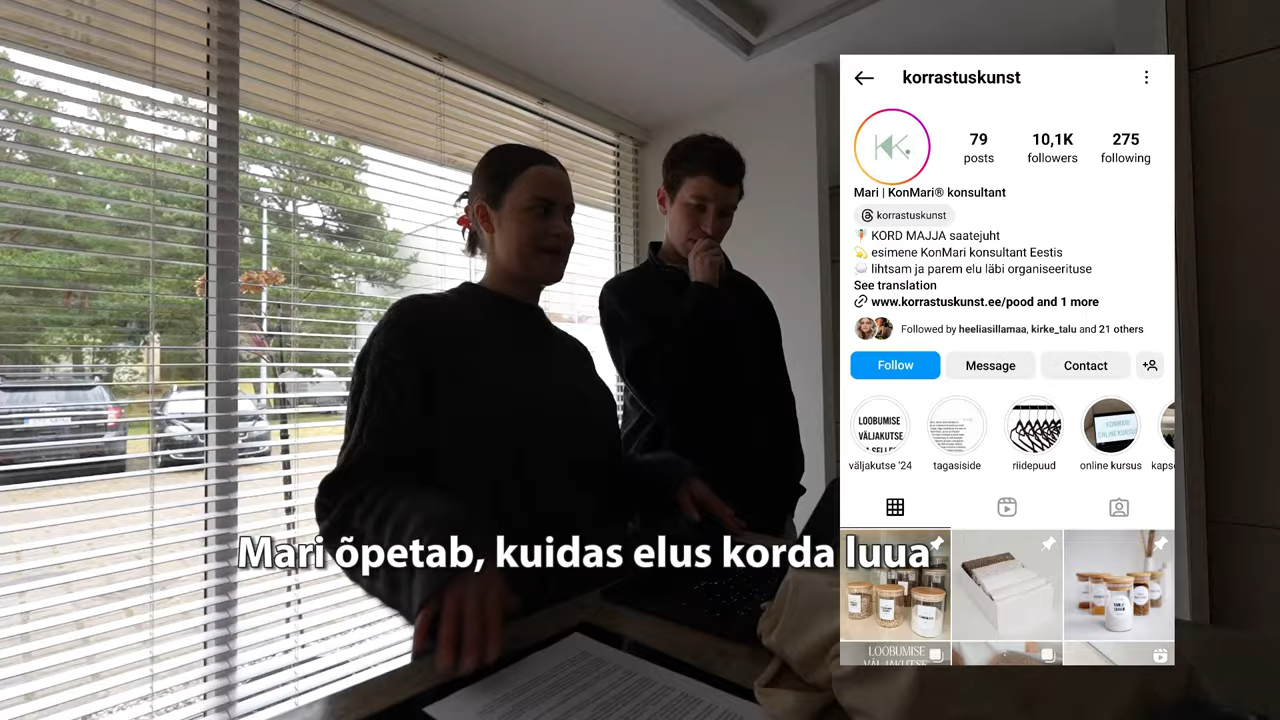 korrastuskunst
79
10,1K
275
posts
followers
following
Mari | KonMari® konsultant
korrastuskunst
KORD MAJJA saatejuht
esimene KonMari konsultant Eestis
lihtsam ja parem elu läbi organiseerituse
See translation
www.korrastuskunst.ee/pood and 1 more
Followed by heeliasillamaa, kirke_talu and 21 others
Follow
Message
Contact
LOOBUMISE
VÄLJAKUTSE
KONMARI
ONLINE KURSUS
väljakutse '24
tagasiside
riidepuud
online kursus
kaps
Mari õpetab, kuidas elus korda luua
LOOBUMISE
VÄLJAKUTSE